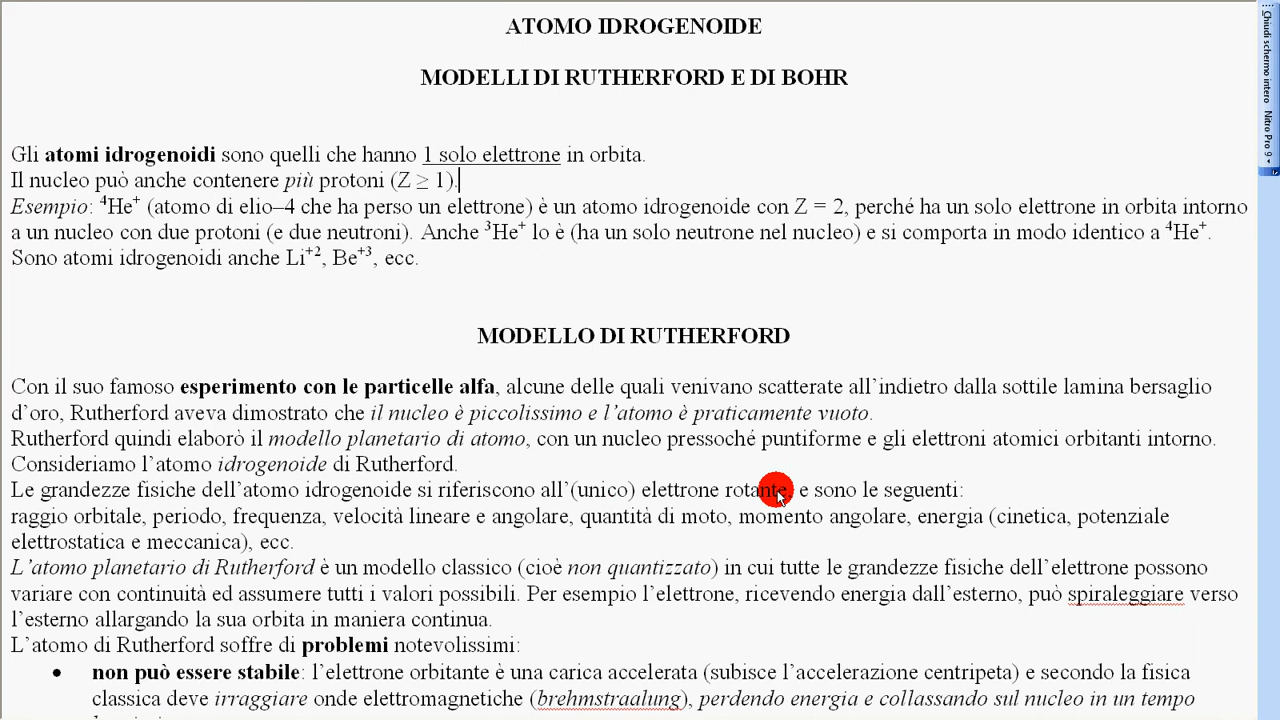 ATOMO IDROGENOIDE
MODELLI DI RUTHERFORD E DI BOHR
Gli atomi idrogenoidi sono quelli che hanno 1 solo elettrone in orbita.
Il nucleo può anche contenere più protoni (Z ≥ 1).
Esempio: ⁴He⁺ (atomo di elio–4 che ha perso un elettrone) è un atomo idrogenoide con Z = 2, perché ha un solo elettrone in orbita intorno
a un nucleo con due protoni (e due neutroni). Anche ³He⁺ lo è (ha un solo neutrone nel nucleo) e si comporta in modo identico a ⁴He⁺.
Sono atomi idrogenoidi anche Li⁺², Be⁺³, ecc.
MODELLO DI RUTHERFORD
Con il suo famoso esperimento con le particelle alfa, alcune delle quali venivano scatterate all’indietro dalla sottile lamina bersaglio
d’oro, Rutherford aveva dimostrato che il nucleo è piccolissimo e l’atomo è praticamente vuoto.
Rutherford quindi elaborò il modello planetario di atomo, con un nucleo pressoché puntiforme e gli elettroni atomici orbitanti intorno.
Consideriamo l’atomo idrogenoide di Rutherford.
Le grandezze fisiche dell’atomo idrogenoide si riferiscono all’(unico) elettrone rotante, e sono le seguenti:
raggio orbitale, periodo, frequenza, velocità lineare e angolare, quantità di moto, momento angolare, energia (cinetica, potenziale
elettrostatica e meccanica), ecc.
L’atomo planetario di Rutherford è un modello classico (cioè non quantizzato) in cui tutte le grandezze fisiche dell’elettrone possono
variare con continuità ed assumere tutti i valori possibili. Per esempio l’elettrone, ricevendo energia dall’esterno, può spiraleggiare verso
l’esterno allargando la sua orbita in maniera continua.
L’atomo di Rutherford soffre di problemi notevolissimi:
• non può essere stabile: l’elettrone orbitante è una carica accelerata (subisce l’accelerazione centripeta) e secondo la fisica
classica deve irraggiare onde elettromagnetiche (brehmstraalung), perdendo energia e collassando sul nucleo in un tempo
Chiudi schermo intero Nitro Pro 9